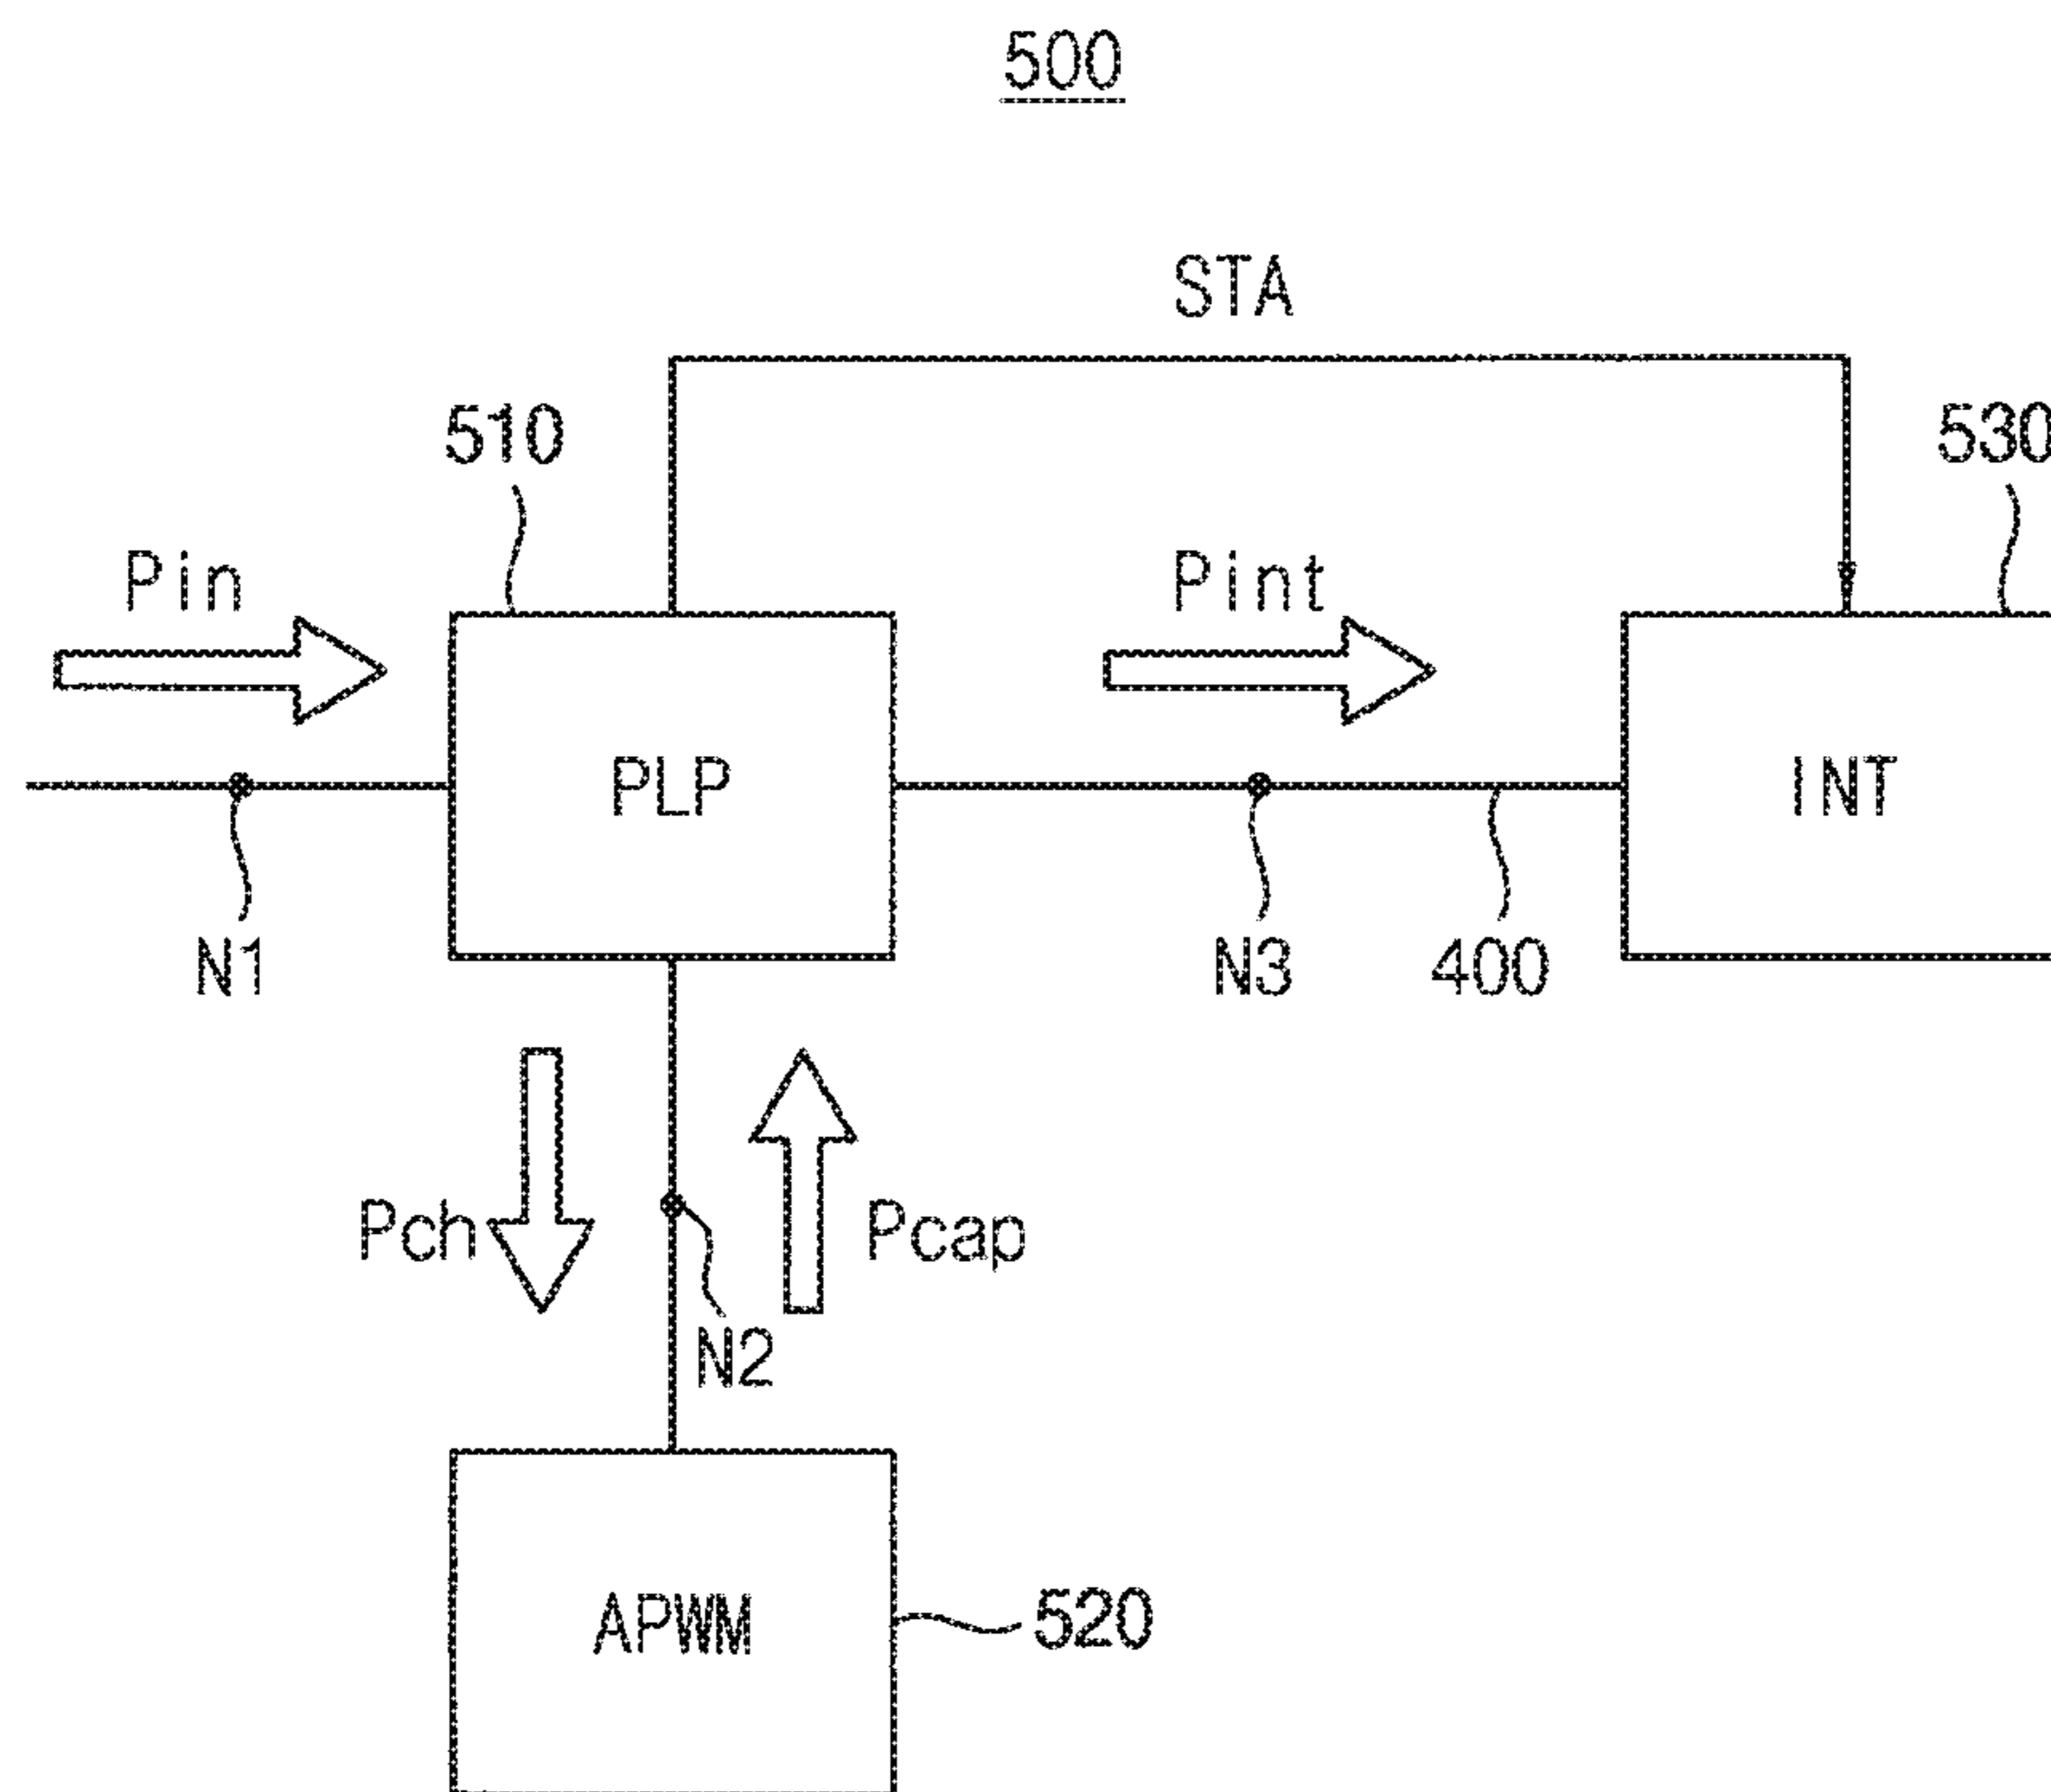 500
STA
510
530
Pin
Pint
PLP
INT
N1
N3
400
Pch
Pcap
N2
APWM
520